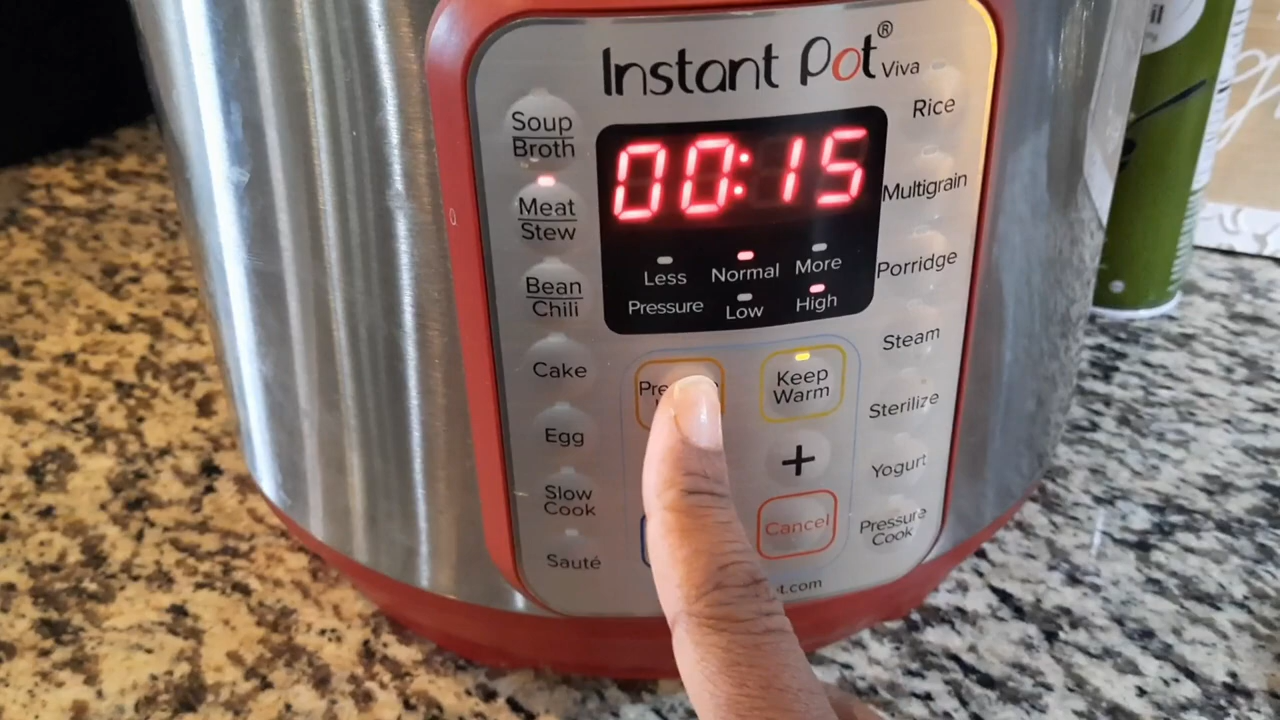 Instant Pot® Viva
Soup
Broth
Meat
Stew
Bean
Chili
Cake
Egg
Slow
Cook
Sauté
00:15
Less Normal More
Pressure Low High
Keep
Warm
+
Cancel
Rice
Multigrain
Porridge
Steam
Sterilize
Yogurt
Pressure
Cook
il